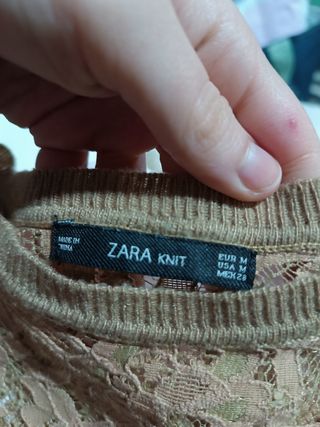 MADE IN
ZARA KNIT
EUR M
USA M
MEX 28